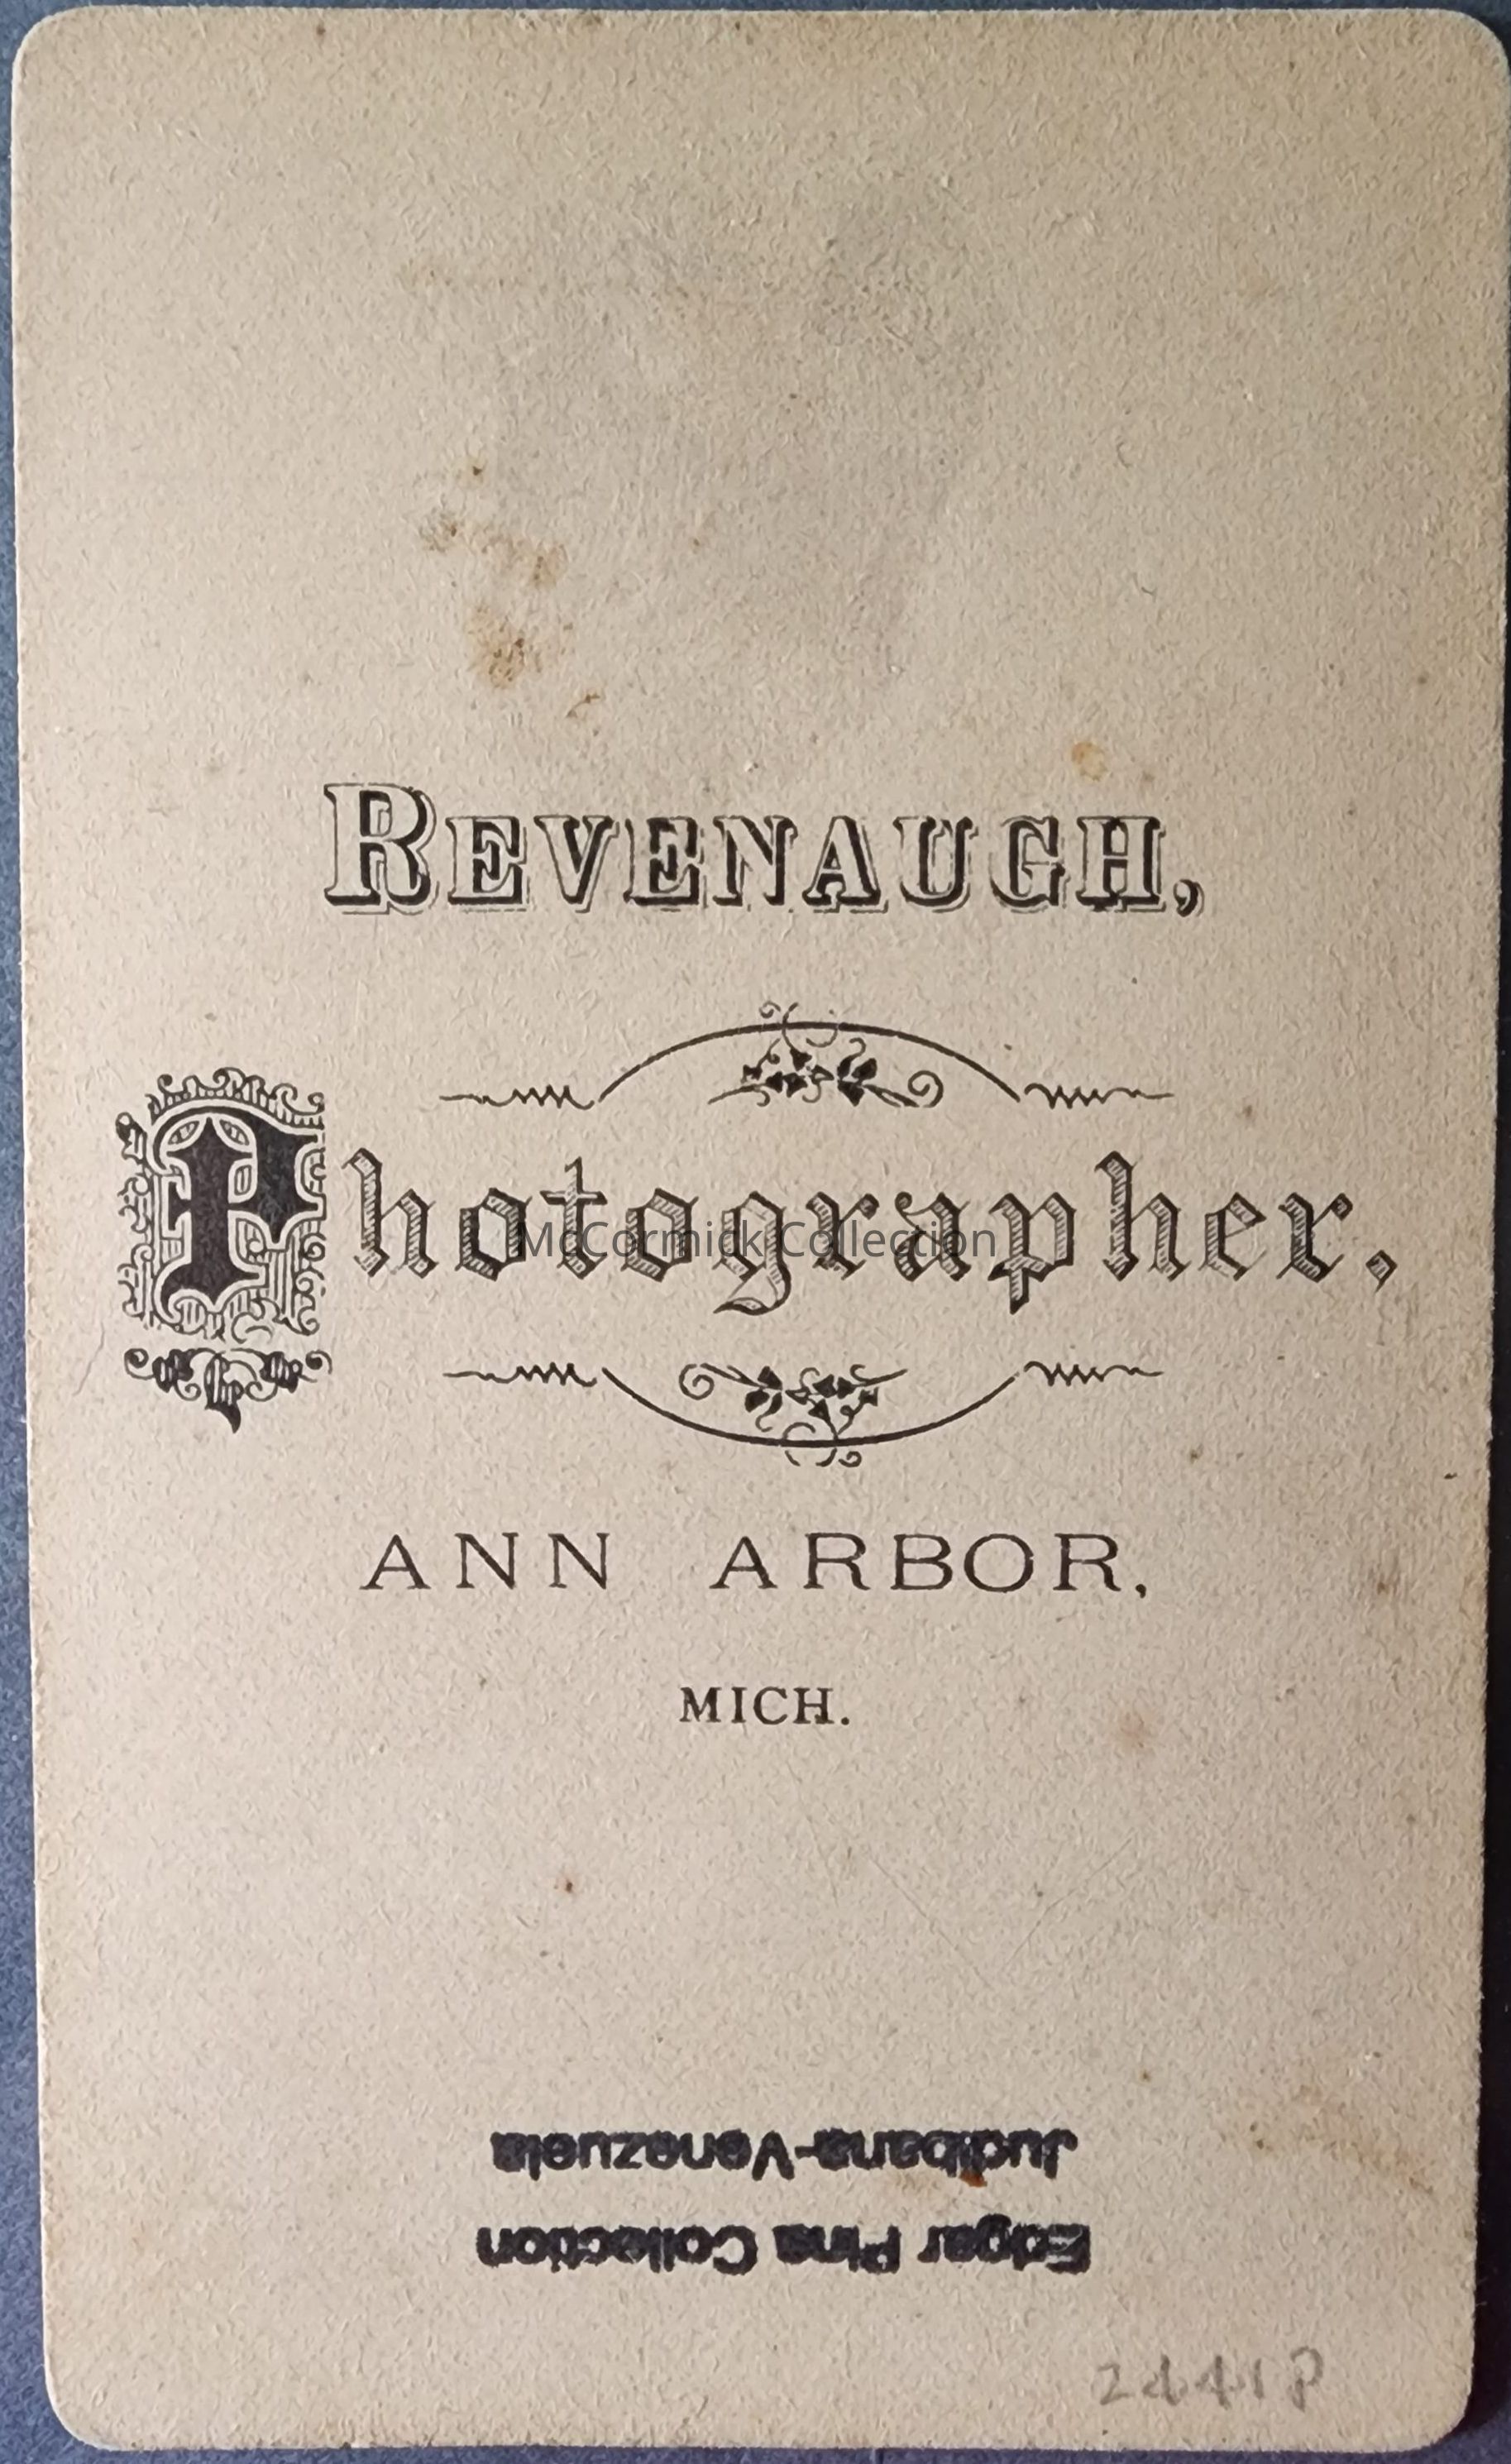 REVENAUGH,
Photographer,
McCormick Collection
ANN ARBOR,
MICH.
Edgar Pina Collection
Judibana-Venezuela
2441P